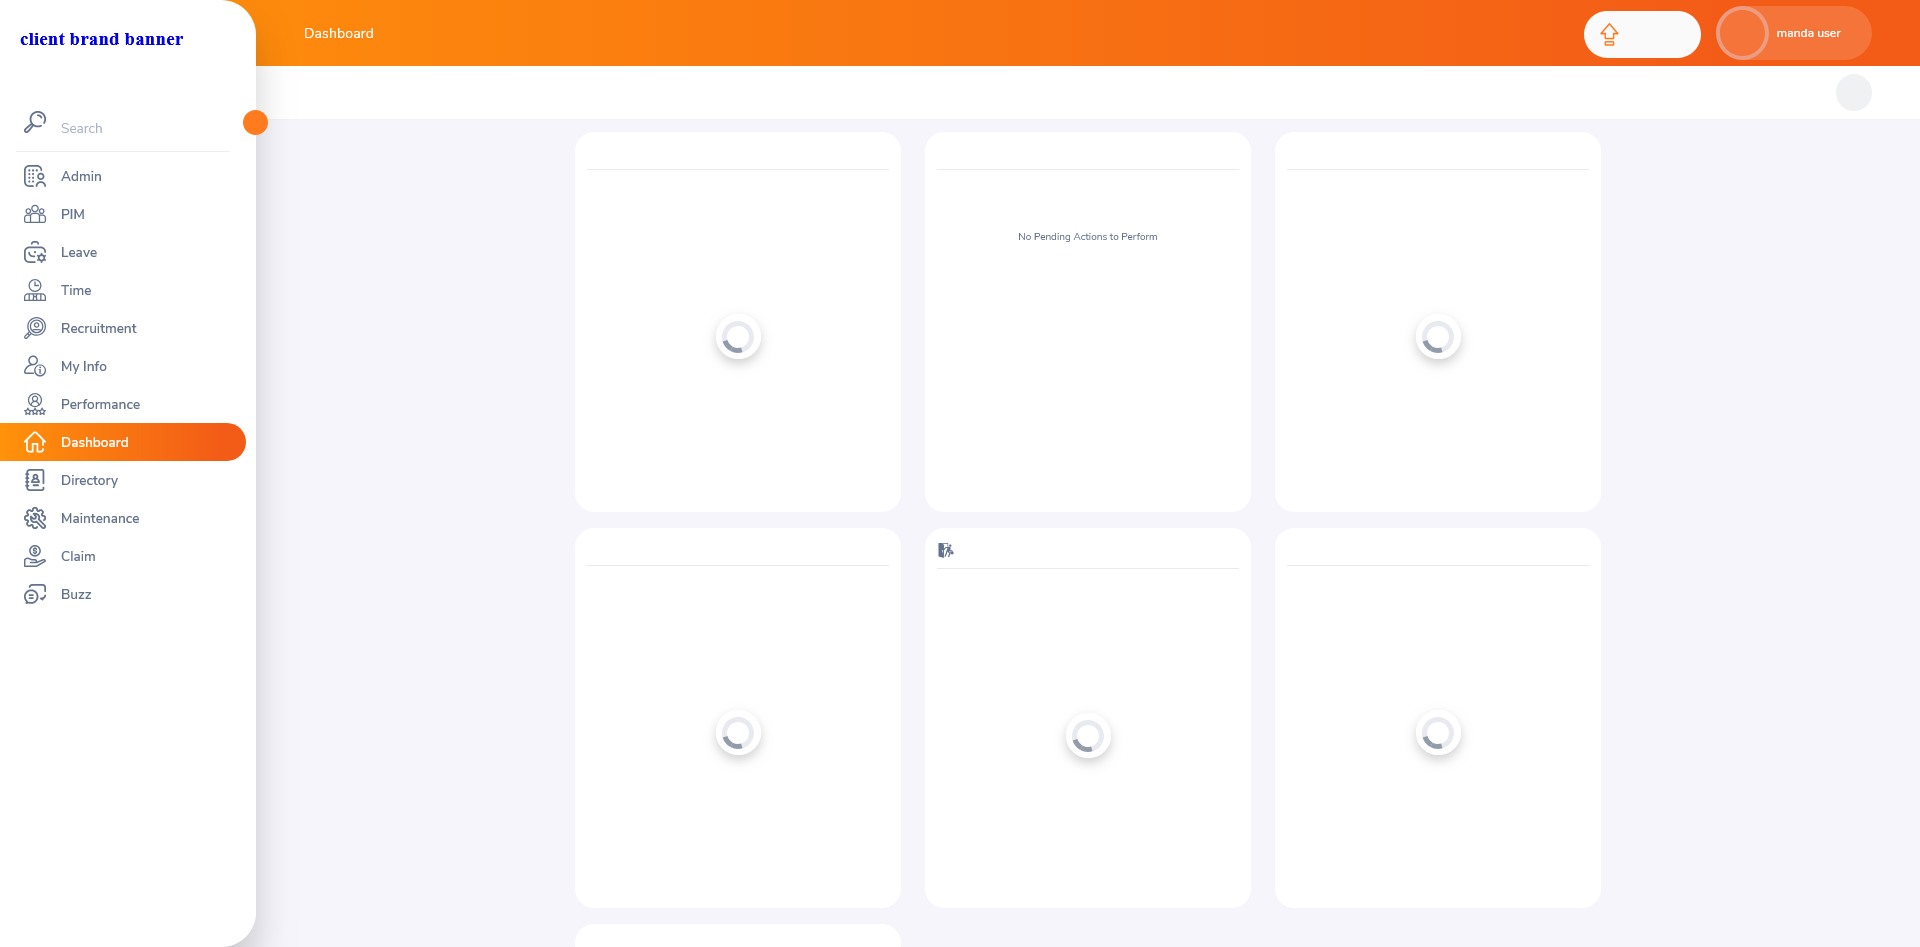 client brand banner
Dashboard
manda user
Search
Admin
PIM
Leave
Time
Recruitment
My Info
Performance
Dashboard
Directory
Maintenance
Claim
Buzz
No Pending Actions to Perform